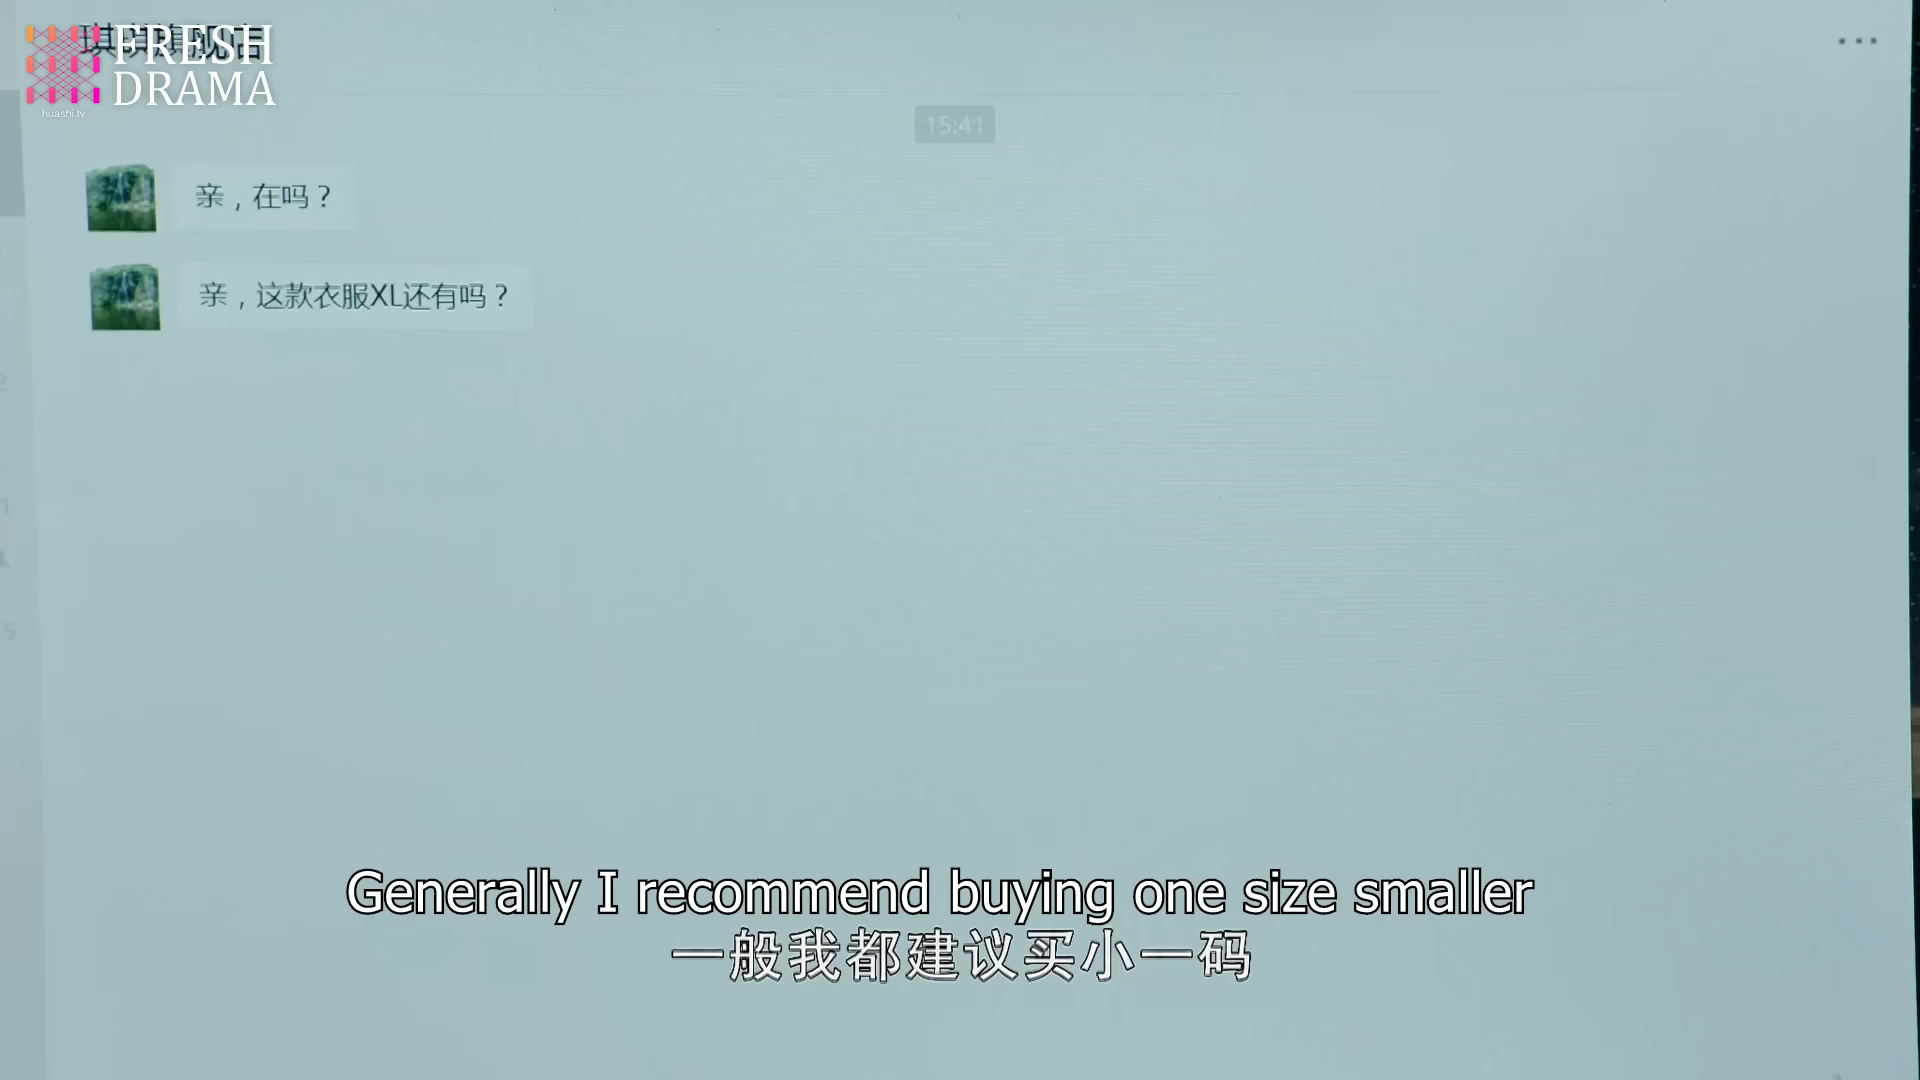 FRESH
DRAMA
huashi.tv
15:41
亲，在吗？
亲，这款衣服XL还有吗？
Generally I recommend buying one size smaller
一般我都建议买小一码